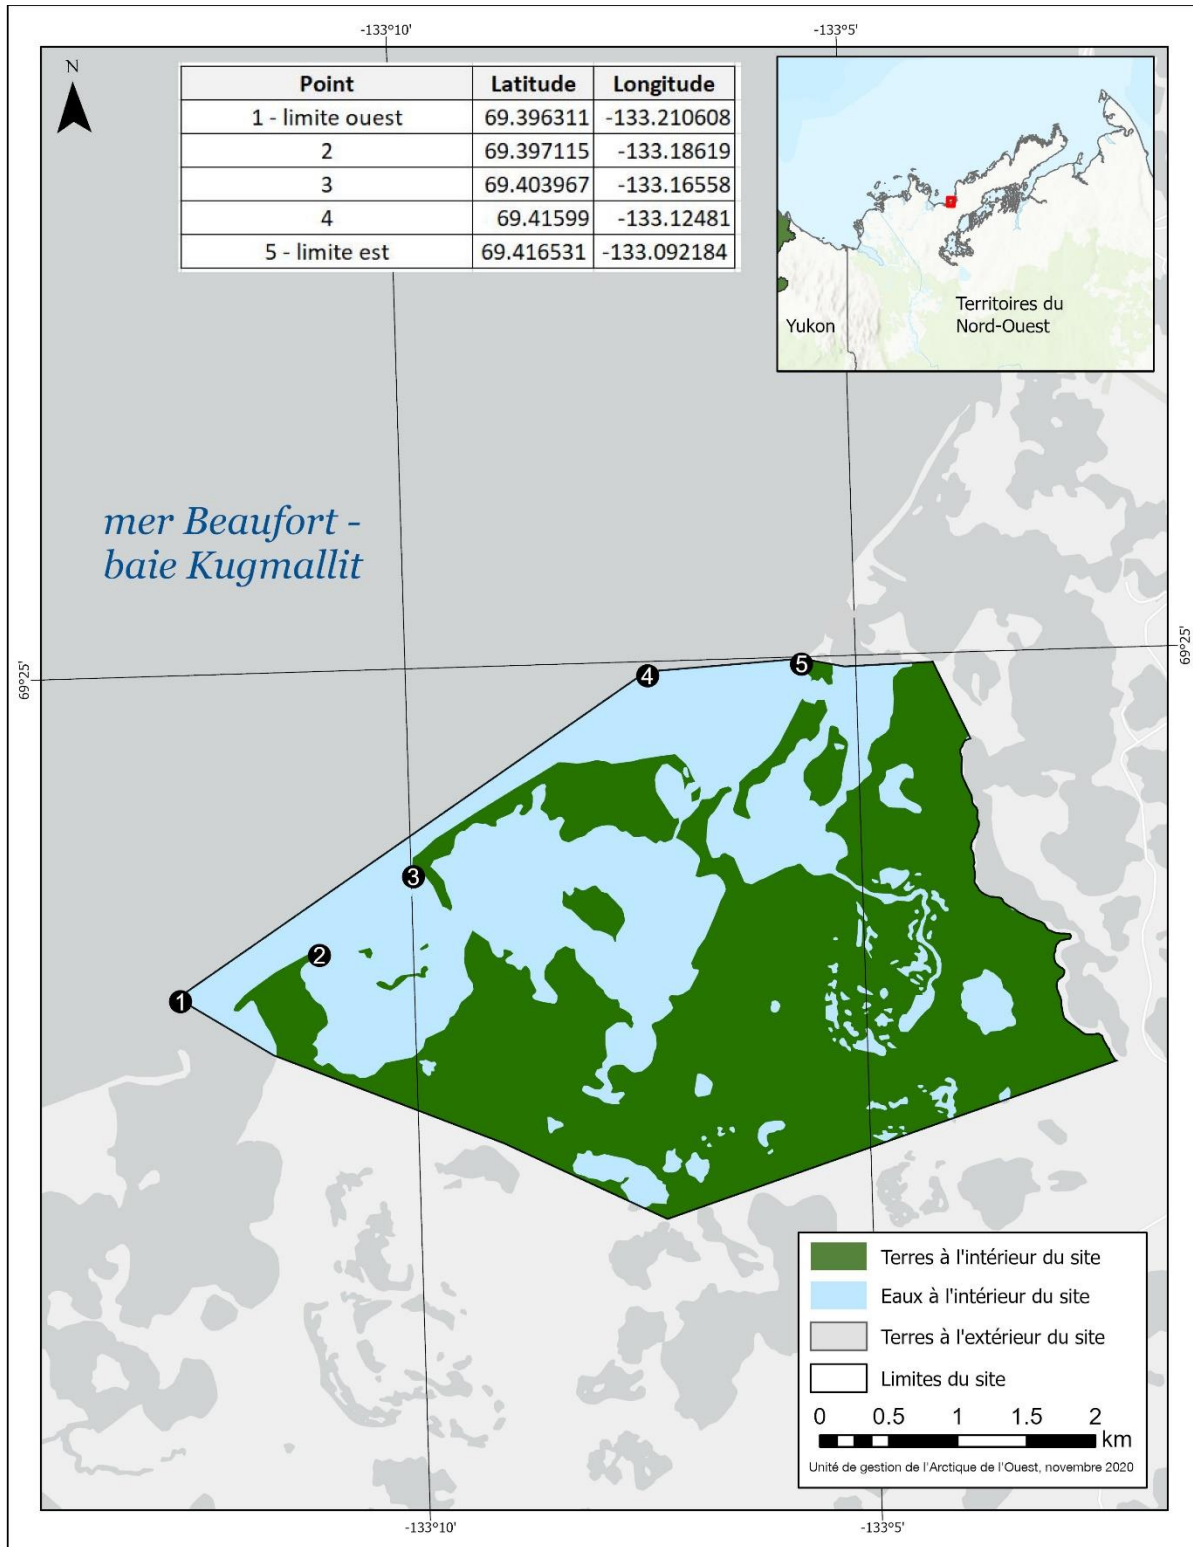 -133°10' -133°5'
N
Point Latitude Longitude
1 - limite ouest 69.396311 -133.210608
2 69.397115 -133.18619
3 69.403967 -133.16558
4 69.41599 -133.12481
5 - limite est 69.416531 -133.092184
Yukon
Territoires du
Nord-Ouest
mer Beaufort -
baie Kugmallit
69°25'
69°25'
4
5
3
2
1
Terres à l'intérieur du site
Eaux à l'intérieur du site
Terres à l'extérieur du site
Limites du site
0 0.5 1 1.5 2
km
Unité de gestion de l'Arctique de l'Ouest, novembre 2020
-133°10' -133°5'